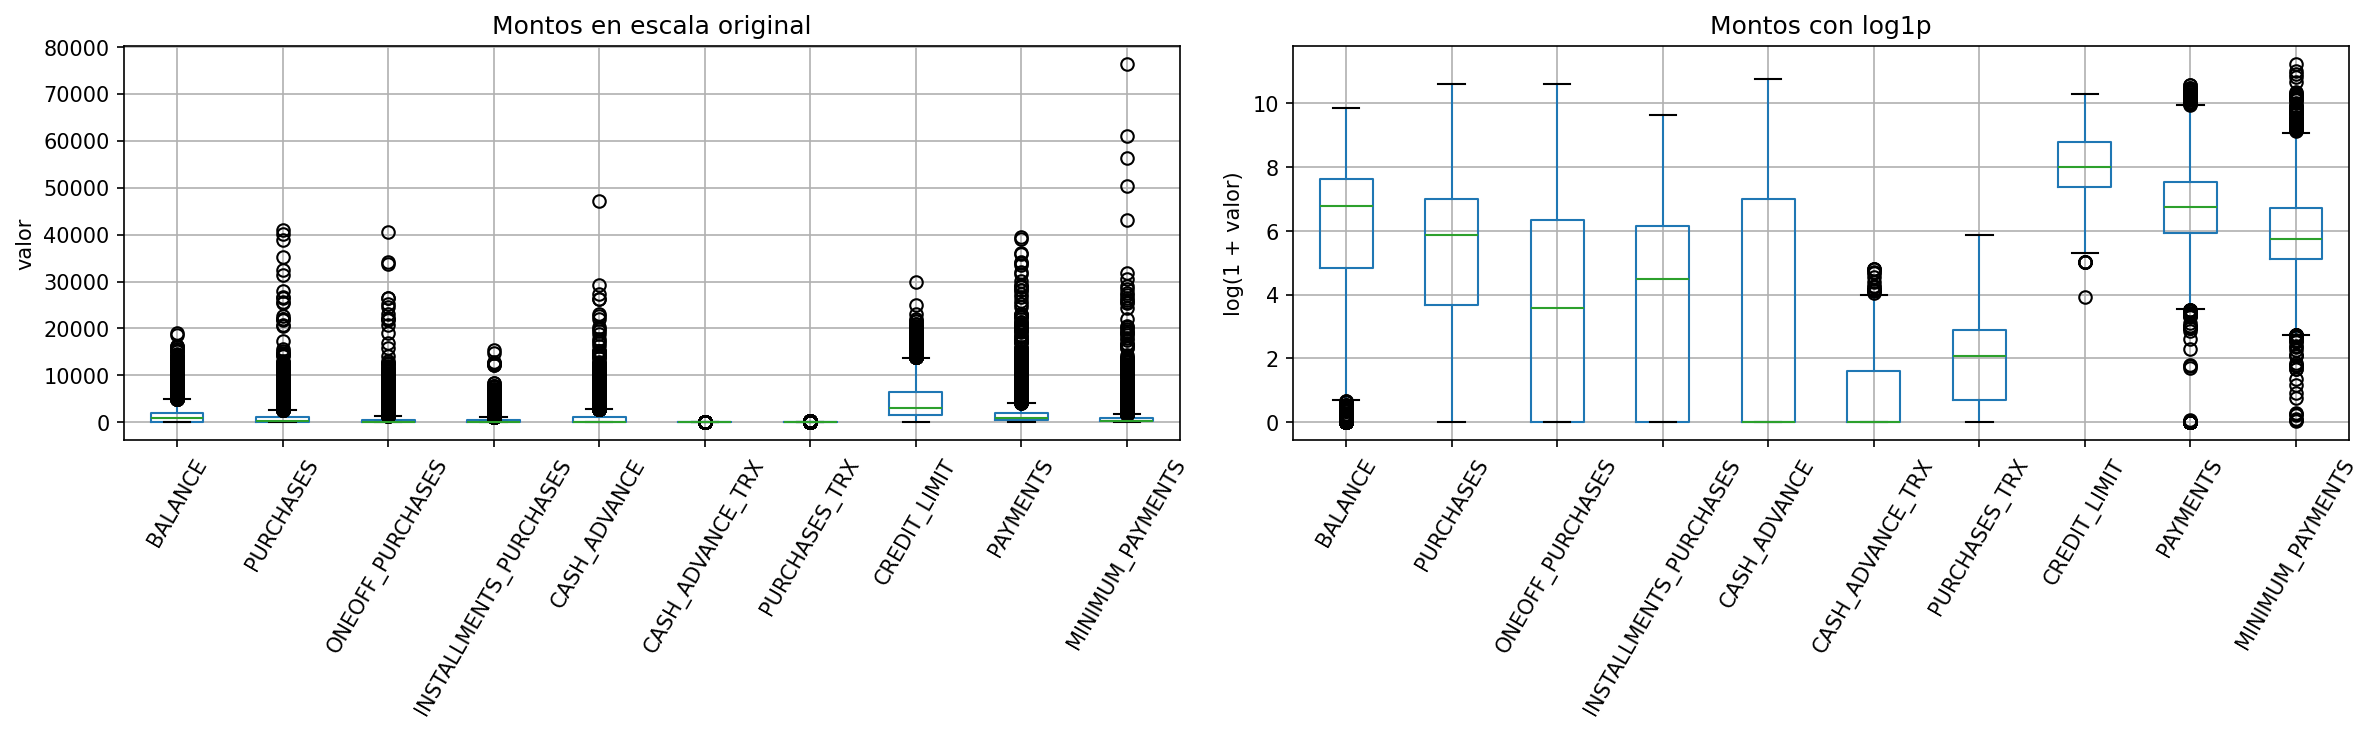 Montos en escala original
80000
70000
60000
50000
40000
30000
20000
10000
0
valor
BALANCE
PURCHASES
ONEOFF_PURCHASES
INSTALLMENTS_PURCHASES
CASH_ADVANCE
CASH_ADVANCE_TRX
PURCHASES_TRX
CREDIT_LIMIT
PAYMENTS
MINIMUM_PAYMENTS
Montos con log1p
10
8
6
4
2
0
log(1 + valor)
BALANCE
PURCHASES
ONEOFF_PURCHASES
INSTALLMENTS_PURCHASES
CASH_ADVANCE
CASH_ADVANCE_TRX
PURCHASES_TRX
CREDIT_LIMIT
PAYMENTS
MINIMUM_PAYMENTS